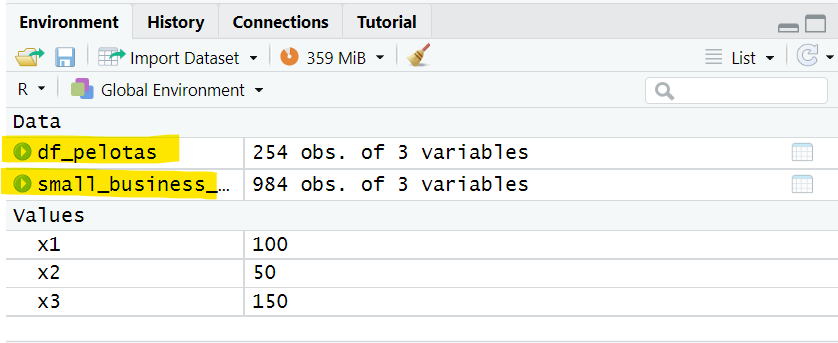 Environment History Connections Tutorial
Import Dataset 359 MiB List
R Global Environment
Data
df_pelotas 254 obs. of 3 variables
small_business_… 984 obs. of 3 variables
Values
x1 100
x2 50
x3 150